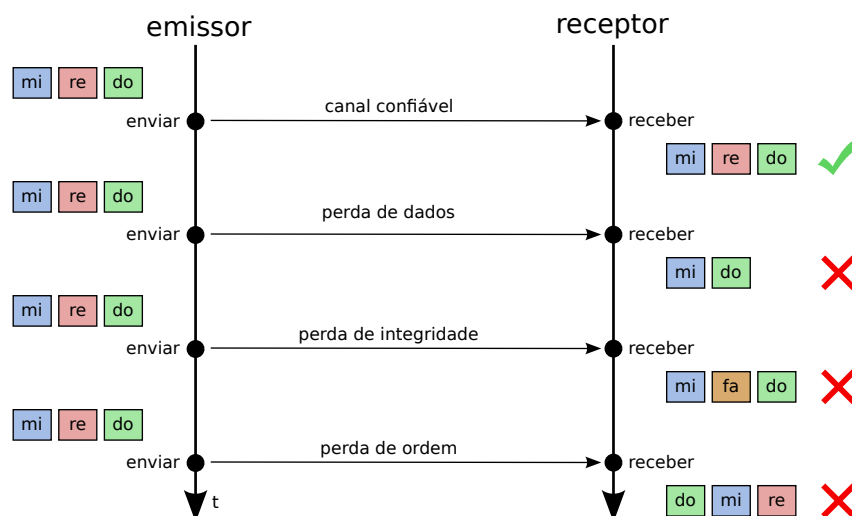 emissor receptor
mi re do
canal confiável
enviar receber
mi re do
mi re do
perda de dados
enviar receber
mi do
mi re do
perda de integridade
enviar receber
mi fa do
mi re do
perda de ordem
enviar receber
t
do mi re